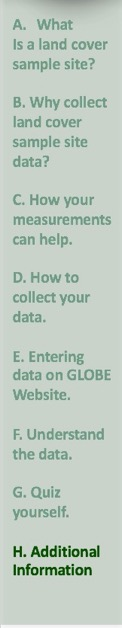 A. What
Is a land cover
sample site?
B. Why collect
land cover
sample site
data?
C. How your
measurements
can help.
D. How to
collect your
data.
E. Entering
data on GLOBE
Website.
F. Understand
the data.
G. Quiz
yourself.
H. Additional
Information